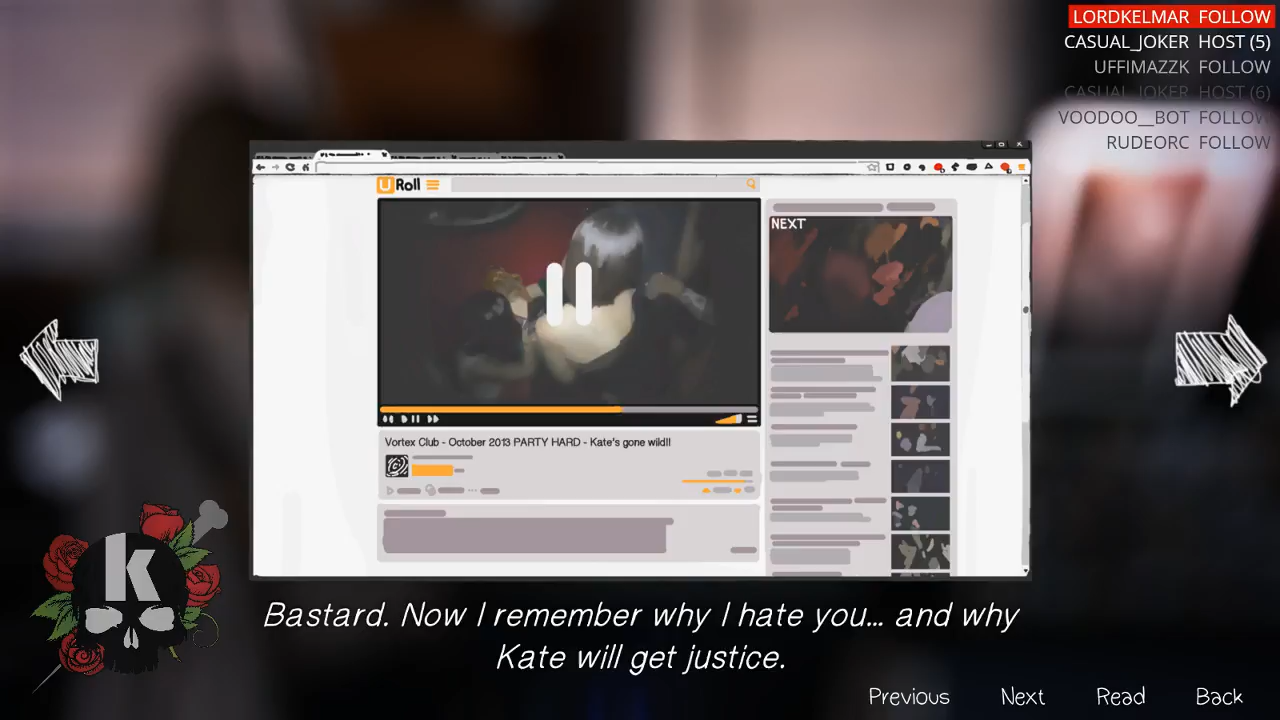 LORDKELMAR FOLLOW
CASUAL_JOKER HOST (5)
UFFIMAZZK FOLLOW
CASUAL_JOKER HOST (6)
VOODOO__BOT FOLLOW
RUDEORC FOLLOW
U Roll
NEXT
Vortex Club - October 2013 PARTY HARD - Kate's gone wild!!
k
Bastard. Now I remember why I hate you... and why
Kate will get justice.
Previous Next Read Back